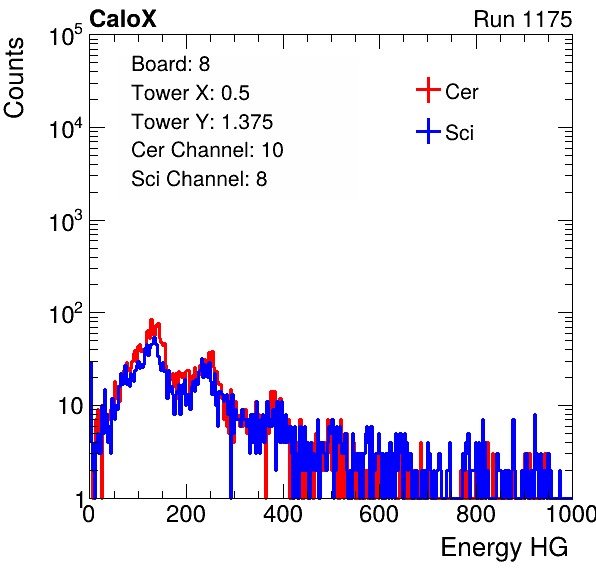 CaloX Run 1175
Counts
10^5
10^4
10^3
10^2
10
1
Board: 8
Tower X: 0.5
Tower Y: 1.375
Cer Channel: 10
Sci Channel: 8
Cer
Sci
0 200 400 600 800 1000
Energy HG